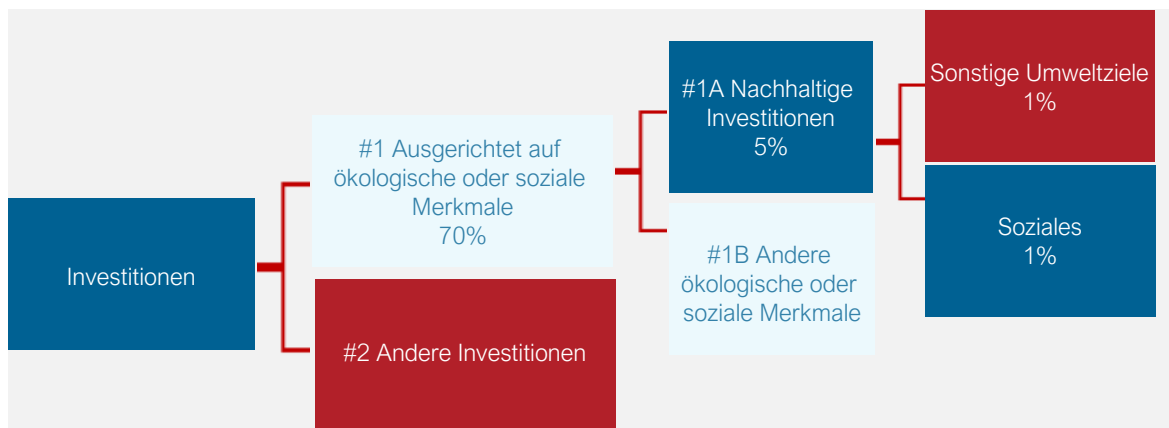 Investitionen
#1 Ausgerichtet auf
ökologische oder soziale
Merkmale
70%
#2 Andere Investitionen
#1A Nachhaltige
Investitionen
5%
#1B Andere
ökologische oder
soziale Merkmale
Sonstige Umweltziele
1%
Soziales
1%